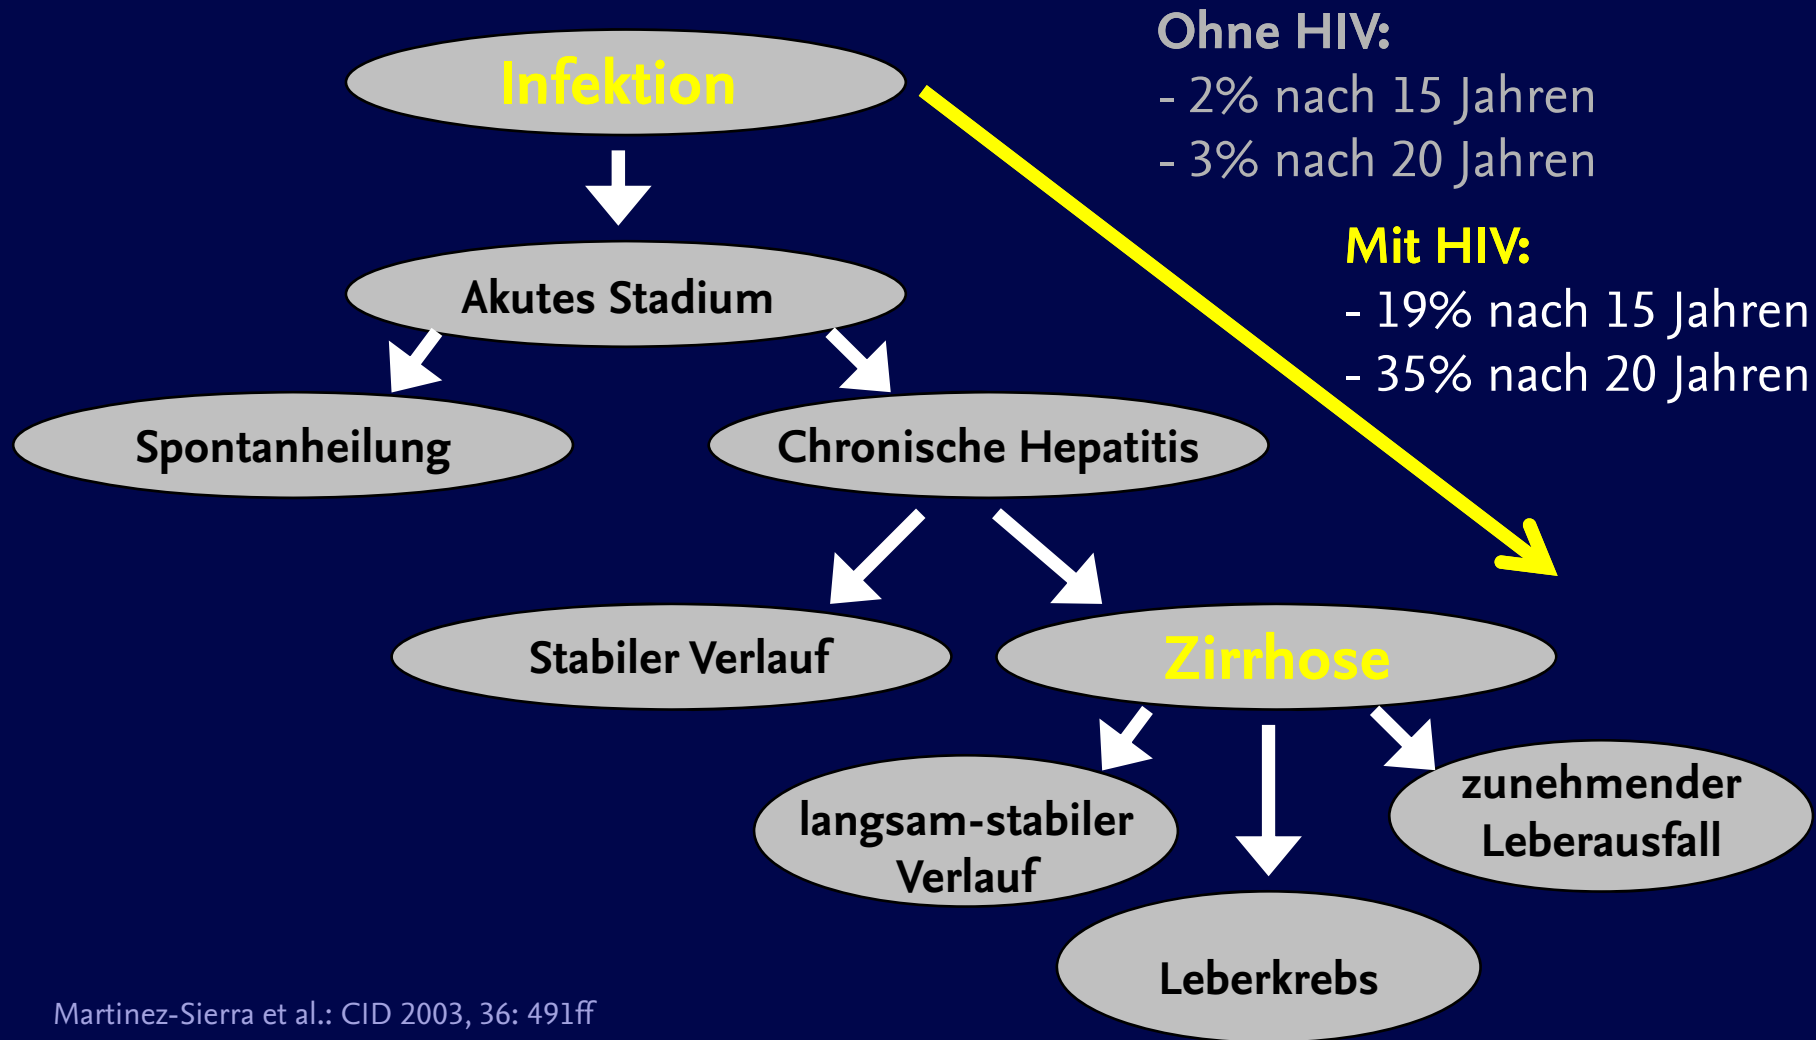 Infektion
Ohne HIV:
- 2% nach 15 Jahren
- 3% nach 20 Jahren
Mit HIV:
- 19% nach 15 Jahren
- 35% nach 20 Jahren
Akutes Stadium
Spontanheilung
Chronische Hepatitis
Stabiler Verlauf
Zirrhose
langsam-stabiler
Verlauf
zunehmender
Leberausfall
Leberkrebs
Martinez-Sierra et al.: CID 2003, 36: 491ff